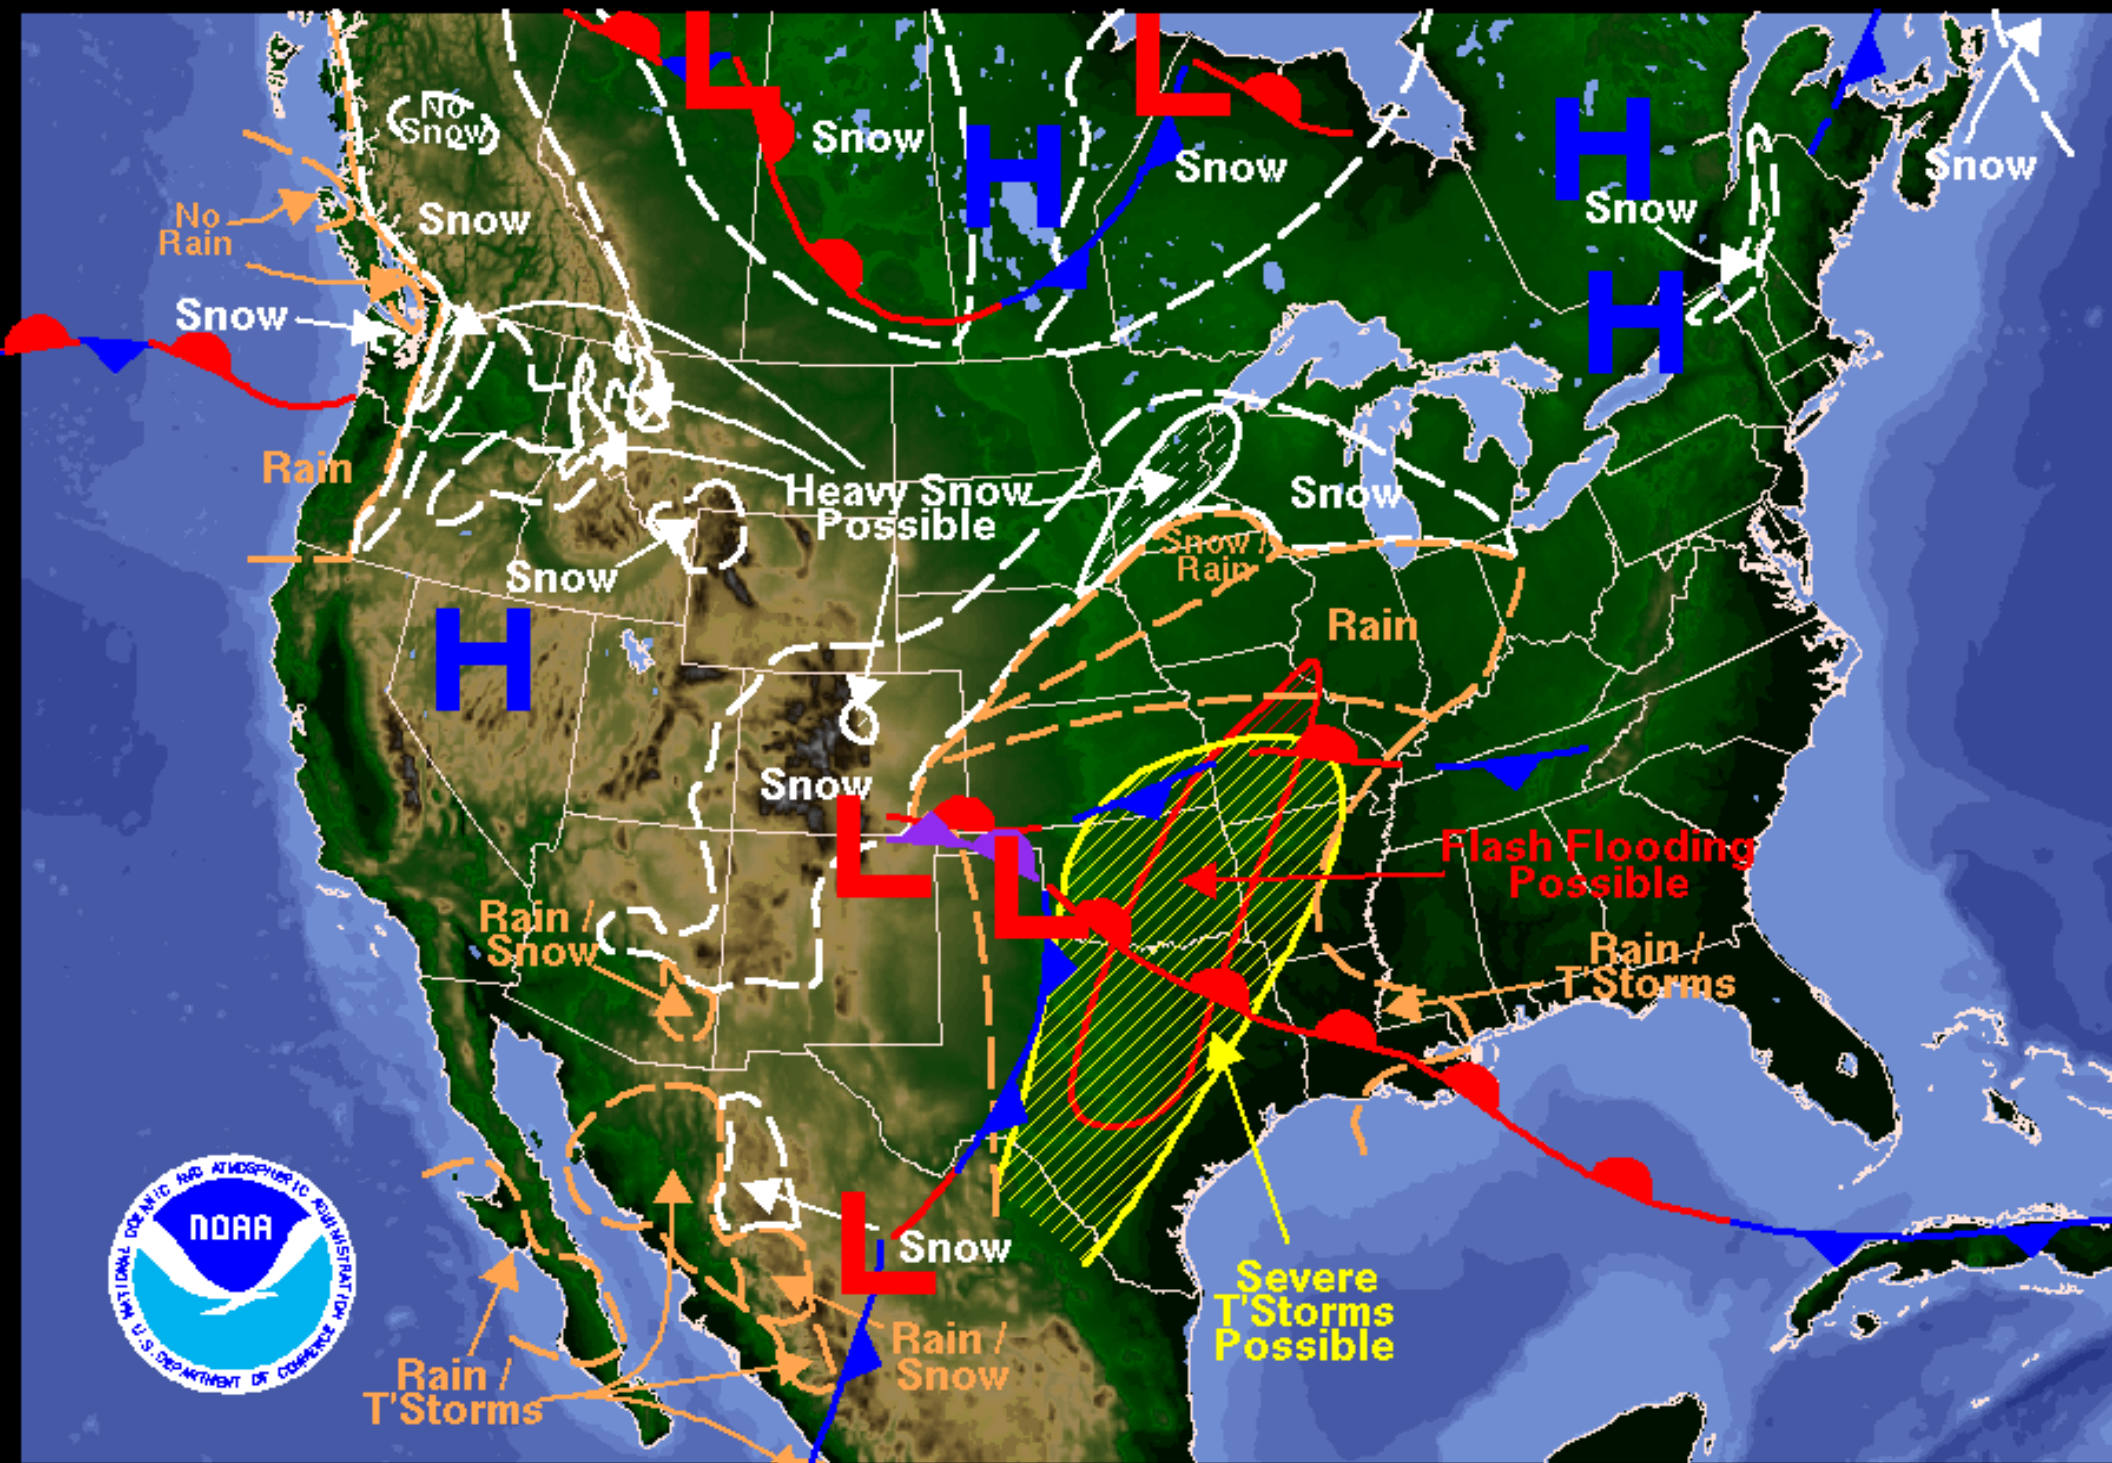 L
L
No
Snow
Snow
H
Snow
H
Snow
Snow
No
Rain
Snow
Snow
H
Rain
Heavy Snow
Possible
Snow
Snow /
Rain
Snow
H
Rain
Snow
L
L
Flash Flooding
Possible
Rain /
Snow
Rain /
T'Storms
L
Snow
Severe
T'Storms
Possible
Rain /
Snow
Rain /
T'Storms
NATIONAL OCEANIC AND ATMOSPHERIC ADMINISTRATION
NOAA
U.S. DEPARTMENT OF COMMERCE